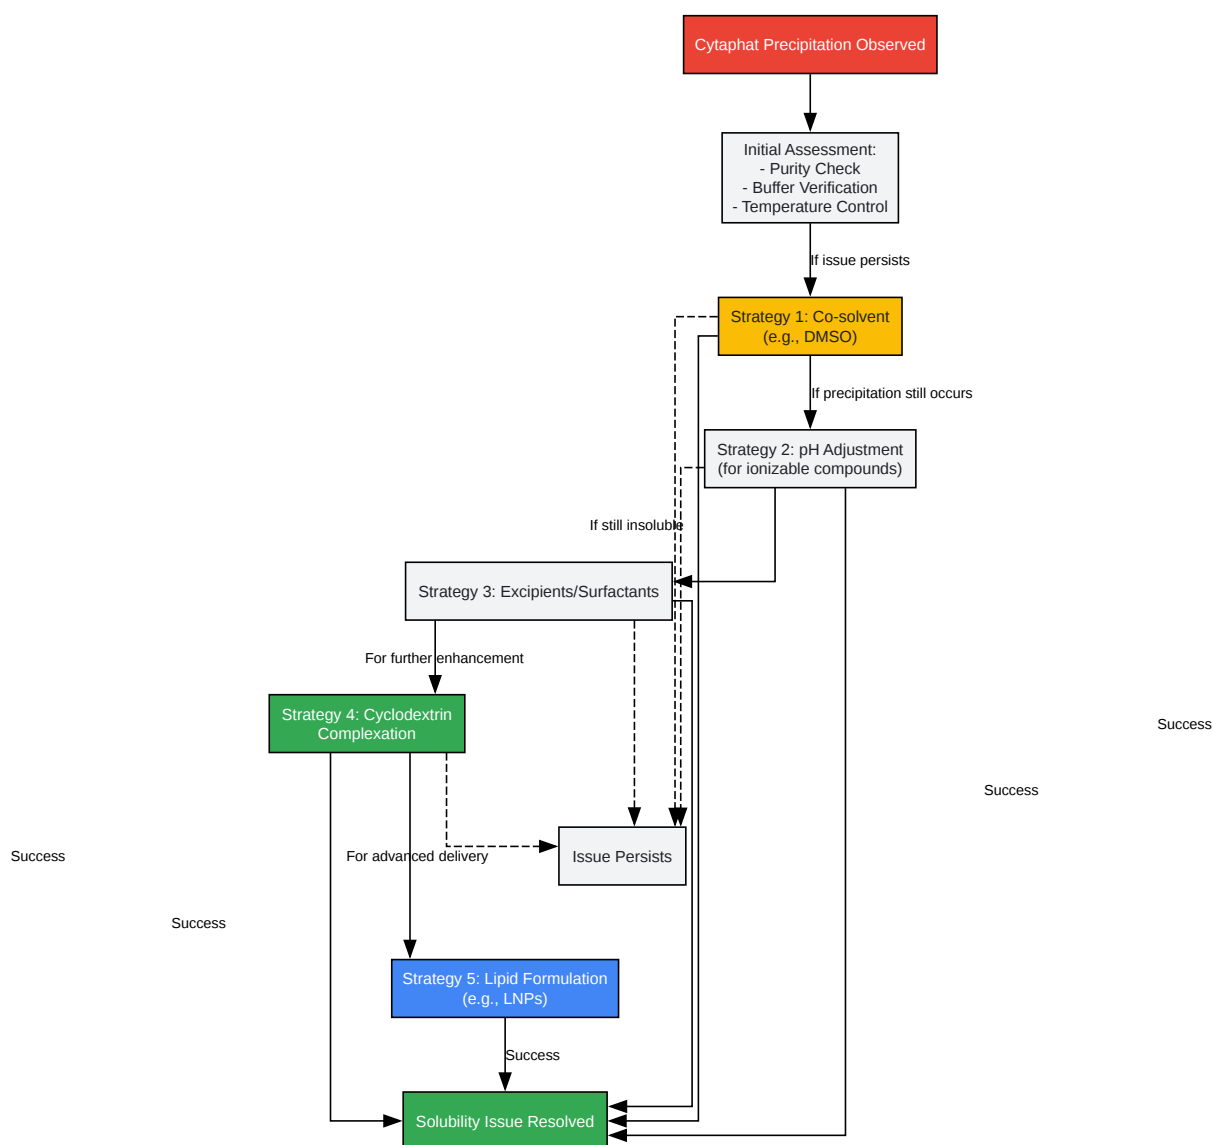 Cytaphat Precipitation Observed
Initial Assessment:
- Purity Check
- Buffer Verification
- Temperature Control
If issue persists
Strategy 1: Co-solvent
(e.g., DMSO)
If precipitation still occurs
Strategy 2: pH Adjustment
(for ionizable compounds)
If still insoluble
Strategy 3: Excipients/Surfactants
For further enhancement
Strategy 4: Cyclodextrin
Complexation
Success
Success
Issue Persists
For advanced delivery
Success
Success
Strategy 5: Lipid Formulation
(e.g., LNPs)
Success
Solubility Issue Resolved